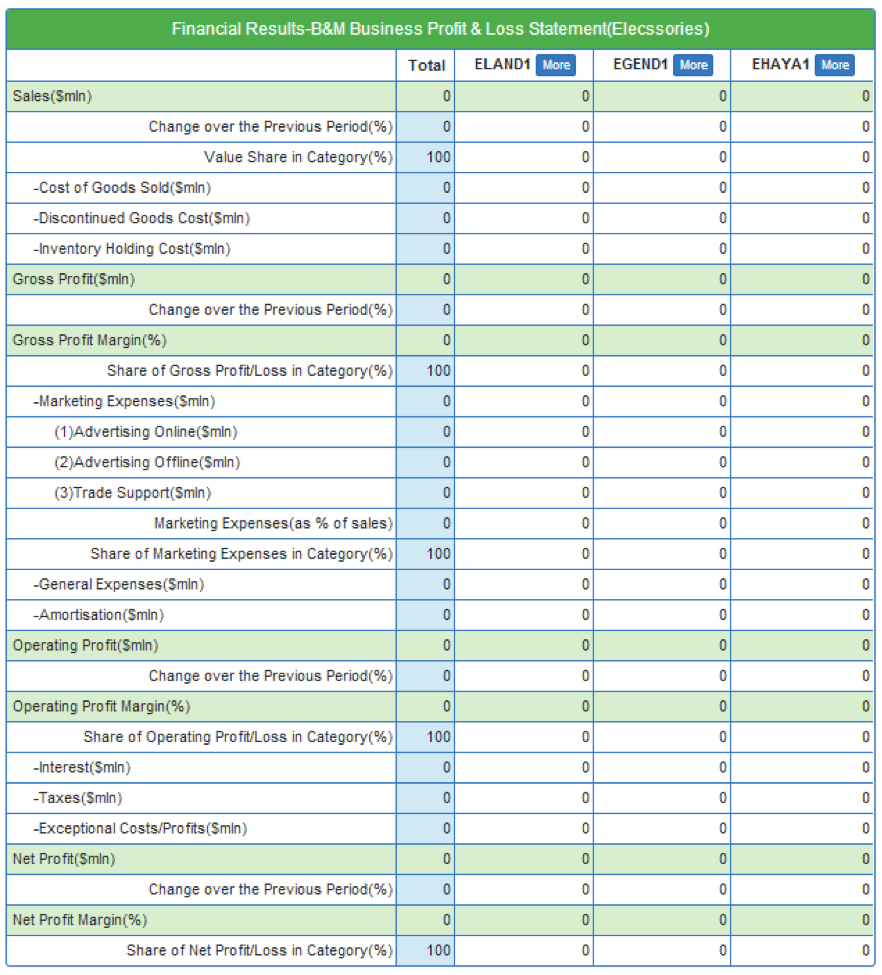 Financial Results-B&M Business Profit & Loss Statement(Elecssories)
Total ELAND1 More EGEND1 More EHAYA1 More
Sales($mln) 0 0 0 0
Change over the Previous Period(%) 0 0 0 0
Value Share in Category(%) 100 0 0 0
-Cost of Goods Sold($mln) 0 0 0 0
-Discontinued Goods Cost($mln) 0 0 0 0
-Inventory Holding Cost($mln) 0 0 0 0
Gross Profit($mln) 0 0 0 0
Change over the Previous Period(%) 0 0 0 0
Gross Profit Margin(%) 0 0 0 0
Share of Gross Profit/Loss in Category(%) 100 0 0 0
-Marketing Expenses($mln) 0 0 0 0
(1)Advertising Online($mln) 0 0 0 0
(2)Advertising Offline($mln) 0 0 0 0
(3)Trade Support($mln) 0 0 0 0
Marketing Expenses(as % of sales) 0 0 0 0
Share of Marketing Expenses in Category(%) 100 0 0 0
-General Expenses($mln) 0 0 0 0
-Amortisation($mln) 0 0 0 0
Operating Profit($mln) 0 0 0 0
Change over the Previous Period(%) 0 0 0 0
Operating Profit Margin(%) 0 0 0 0
Share of Operating Profit/Loss in Category(%) 100 0 0 0
-Interest($mln) 0 0 0 0
-Taxes($mln) 0 0 0 0
-Exceptional Costs/Profits($mln) 0 0 0 0
Net Profit($mln) 0 0 0 0
Change over the Previous Period(%) 0 0 0 0
Net Profit Margin(%) 0 0 0 0
Share of Net Profit/Loss in Category(%) 100 0 0 0